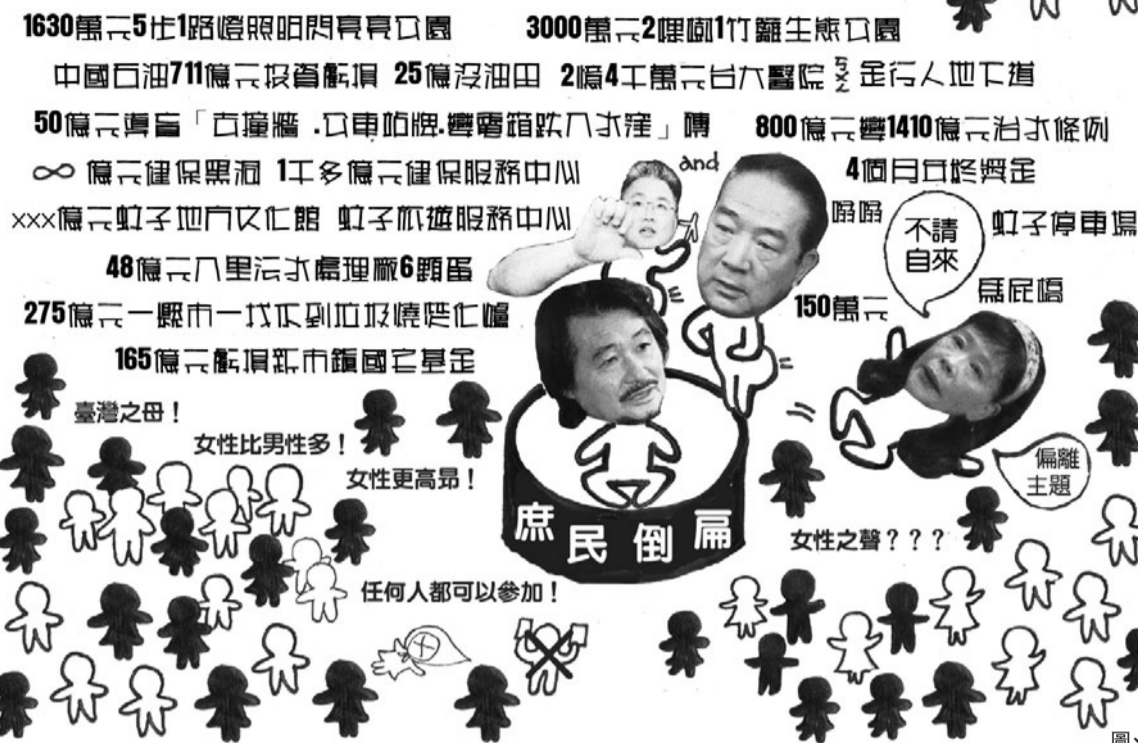 1630萬元5步1路燈照明閃亮亮公園
3000萬元2哩樹1竹籬生態公園
中國石油711億元投資虧損 25億沒油田 2億4千萬元台大醫院 ㄢㄨㄥ 走行人地下道
50億元導盲「去撞牆.公車站牌.變電箱跌入水窪」磚
800億元變1410億元治水條例
∞ 億元健保黑洞 1千多億元健保服務中心
and
4個月年終獎金
xxx億元蚊子地方文化館 蚊子旅遊服務中心
嗡嗡
不請
自來
蚊子停車場
48億元八里污水處理廠6顆蛋
馬屁橋
150萬元
275億元一縣市一找不到垃圾焚化爐
165億元虧損新市鎮國宅基金
臺灣之母！
女性比男性多！
女性更高昂！
偏離
主題
庶民倒扁
女性之聲？？？
任何人都可以參加！
圖、